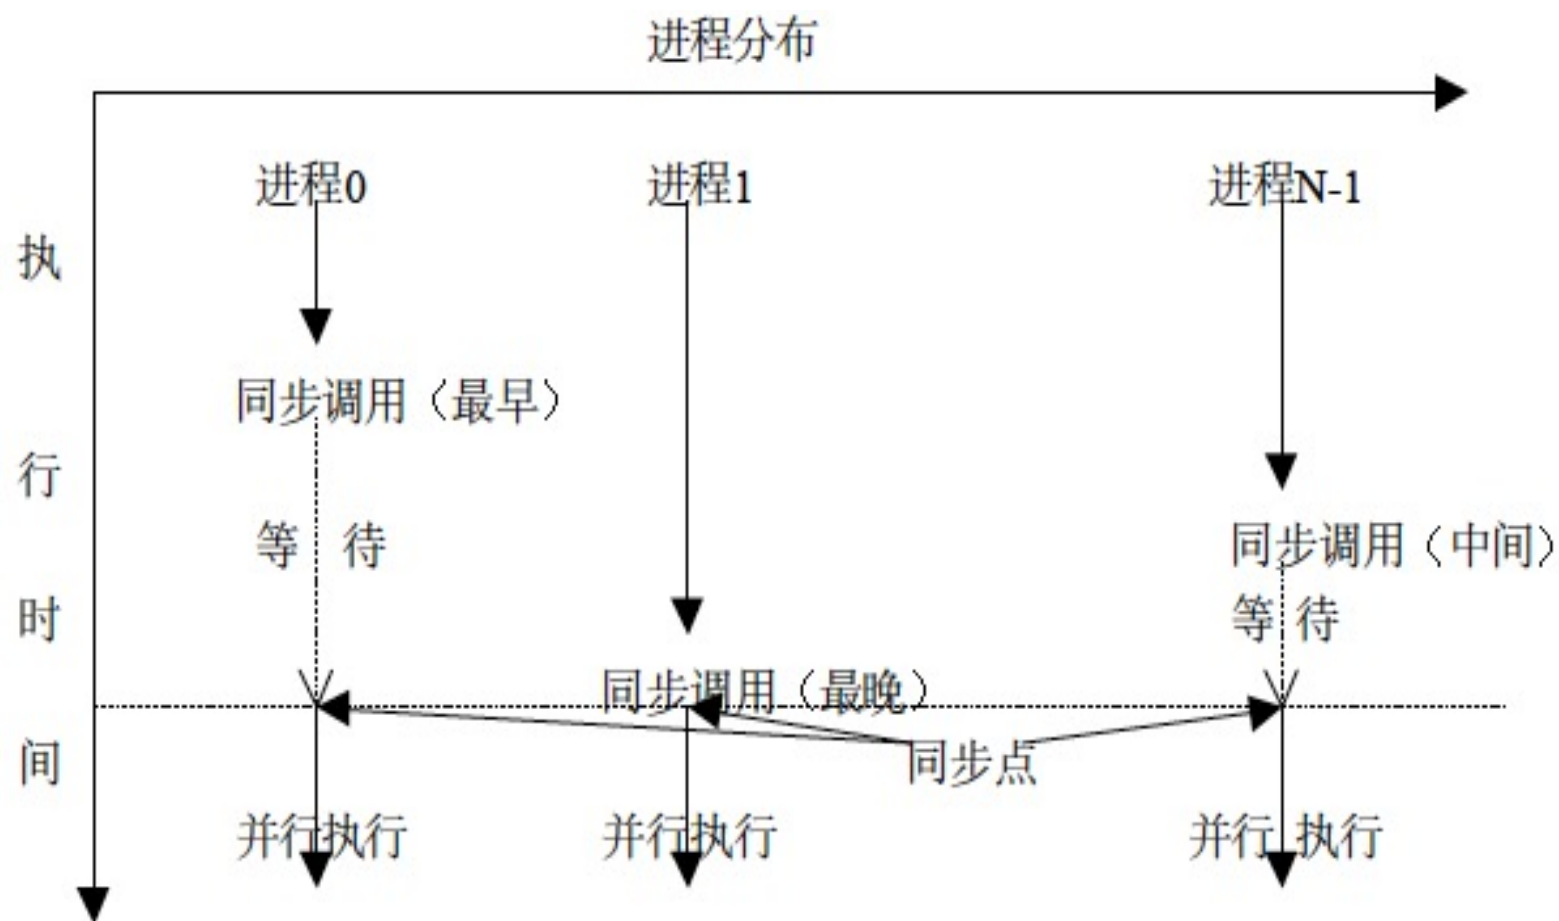 进程分布
进程0
进程1
进程N-1
执行时间
同步调用（最早）
等 待
同步调用（中间）
等 待
同步调用（最晚）
同步点
并行执行
并行执行
并行 执行